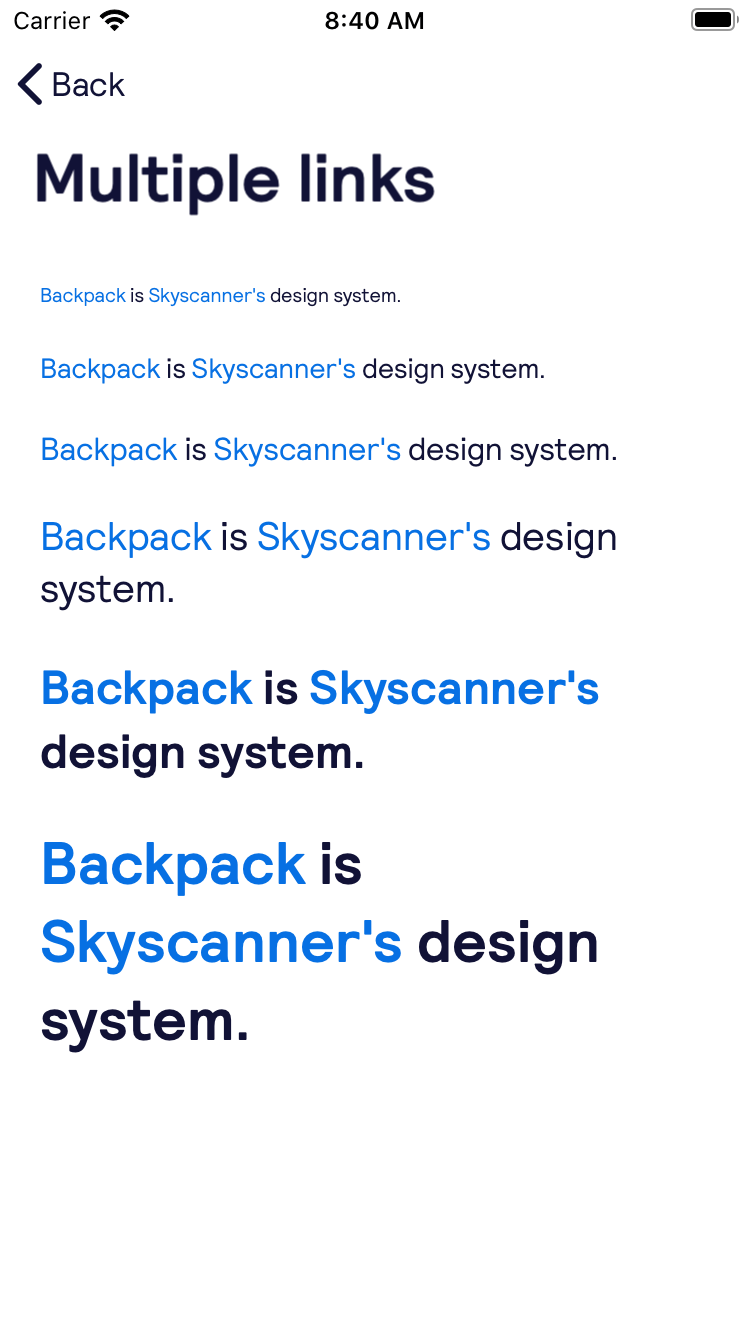 Carrier 8:40 AM
Back
Multiple links
Backpack is Skyscanner's design system.
Backpack is Skyscanner's design system.
Backpack is Skyscanner's design system.
Backpack is Skyscanner's design
system.
Backpack is Skyscanner's
design system.
Backpack is
Skyscanner's design
system.